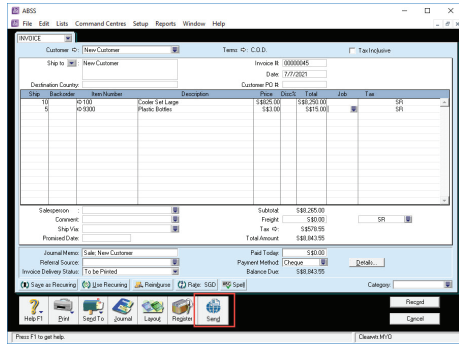 ABSS
File Edit Lists Command Centres Setup Reports Window Help
INVOICE
Customer ⇨: New Customer Terms ⇨: C.O.D. Tax Inclusive
Ship to : New Customer Invoice #: 00000045
Date: 7/7/2021
Destination Country: Customer PO #:
Ship Backorder Item Number Description Price Disc% Total Job Tax
10 ⇨ 100 Cooler Set Large S$825.00 S$8,250.00 SR
5 ⇨ 9300 Plastic Bottles S$3.00 S$15.00 SR
Salesperson : Subtotal: S$8,265.00
Comment: Freight: S$0.00 SR
Ship Via: Tax ⇨: S$578.55
Promised Date: Total Amount: S$8,843.55
Journal Memo: Sale; New Customer Paid Today: S$0.00
Referral Source: Payment Method: Cheque Details...
Invoice Delivery Status: To be Printed Balance Due: S$8,843.55
Save as Recurring Use Recurring Reimburse Rate: SGD Spell Category:
Help F1 Print Send To Journal Layout Register Send Record
Cancel
Press F1 to get help. Clearwtr.MYO